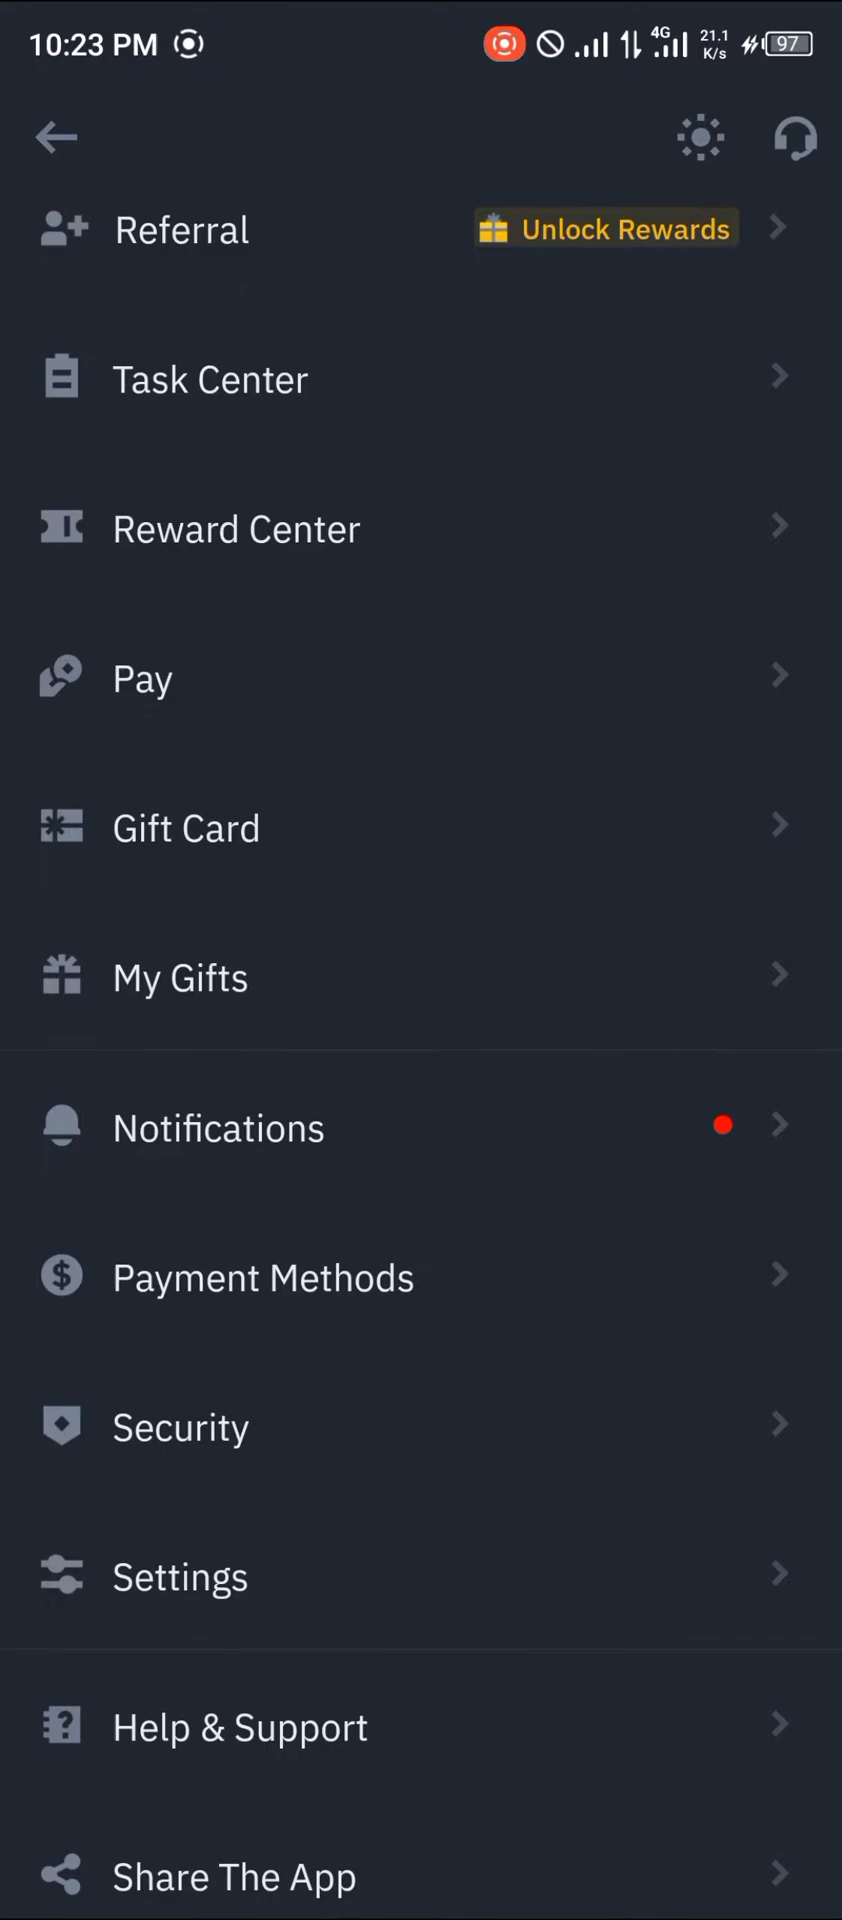 10:23 PM 4G 21.1 K/s 97
Referral Unlock Rewards
Task Center
Reward Center
Pay
Gift Card
My Gifts
Notifications
Payment Methods
Security
Settings
Help & Support
Share The App